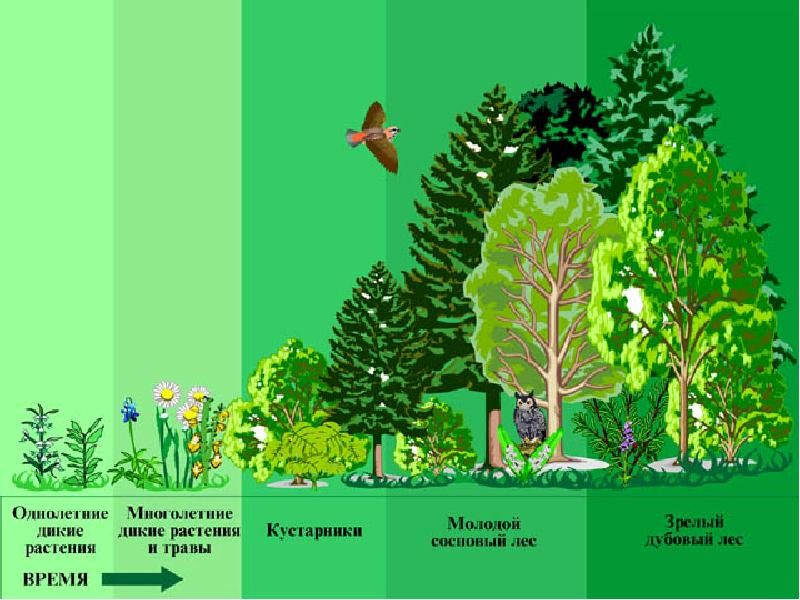 Однолетние
дикие
растения
Многолетние
дикие растения
и травы
Кустарники
Молодой
сосновый лес
Зрелый
дубовый лес
ВРЕМЯ